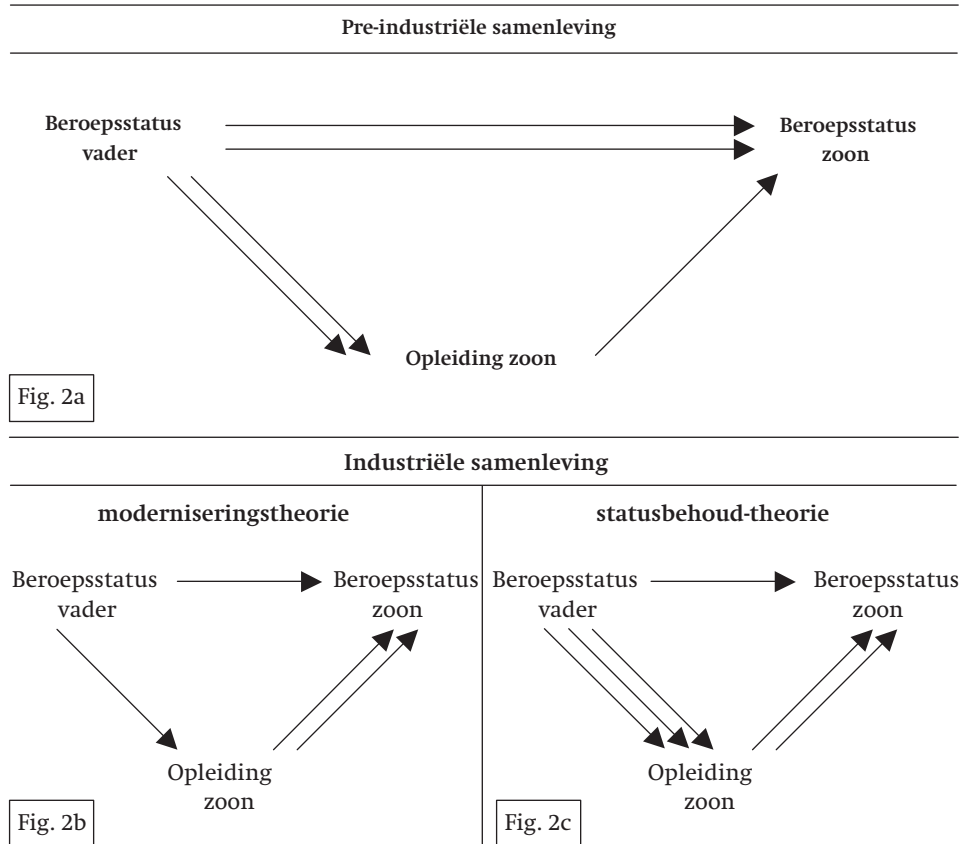 Pre-industriële samenleving
Beroepsstatus
vader
Beroepsstatus
zoon
Opleiding zoon
Fig. 2a
Industriële samenleving
moderniseringstheorie
Beroepsstatus
vader
Beroepsstatus
zoon
Opleiding
zoon
Fig. 2b
statusbehoud-theorie
Beroepsstatus
vader
Beroepsstatus
zoon
Opleiding
zoon
Fig. 2c